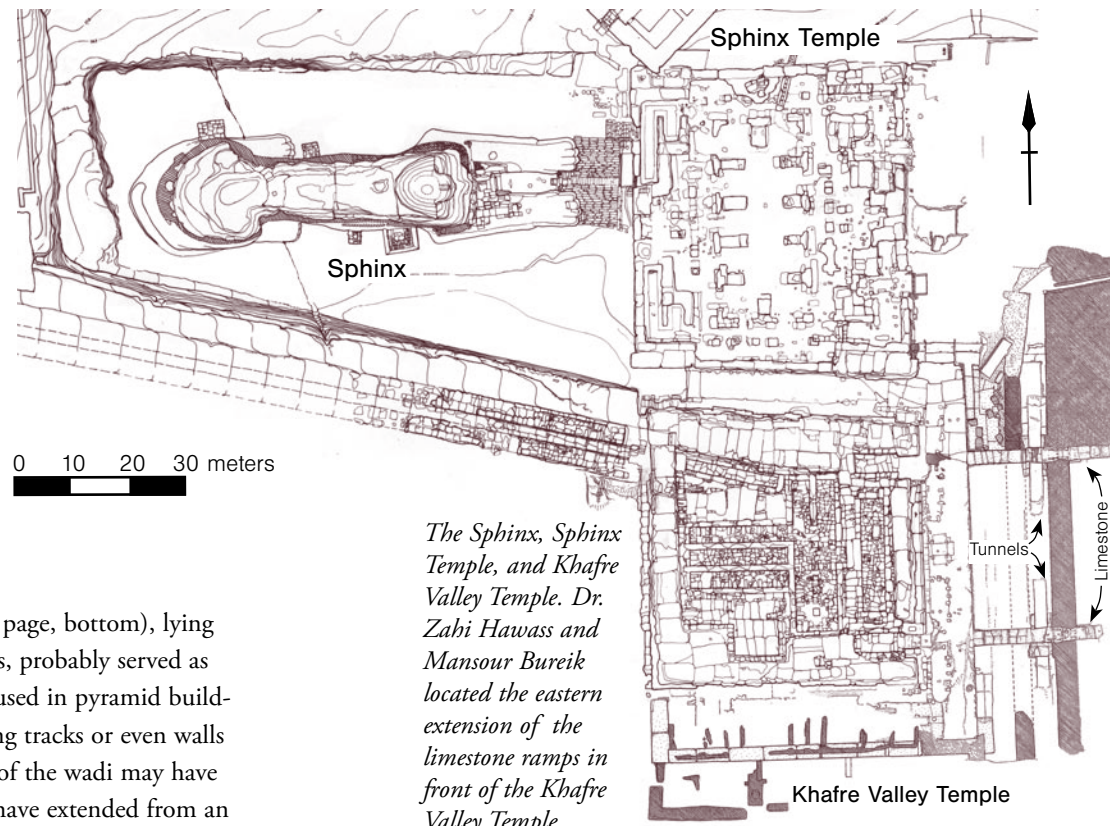 Sphinx Temple
Sphinx
0 10 20 30 meters
Tunnels
Limestone
Khafre Valley Temple
page, bottom), lying
s, probably served as
used in pyramid build-
ng tracks or even walls
of the wadi may have
have extended from an
The Sphinx, Sphinx
Temple, and Khafre
Valley Temple. Dr.
Zahi Hawass and
Mansour Bureik
located the eastern
extension of the
limestone ramps in
front of the Khafre
Valley Temple